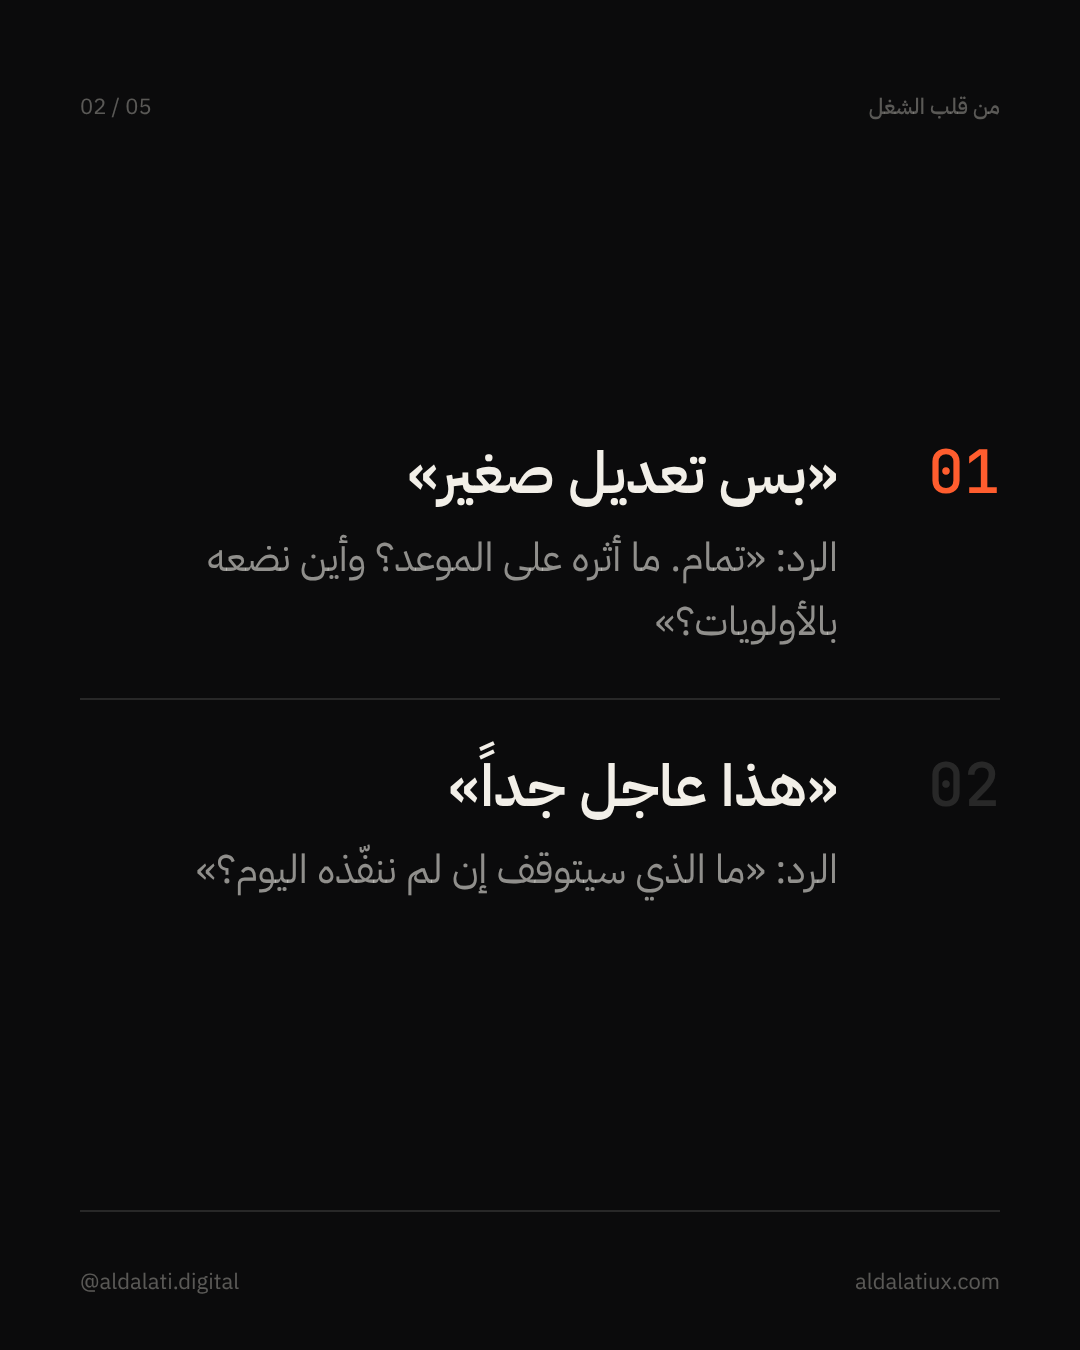 من قلب الشغل
02 / 05
01
«بس تعديل صغير»
الرد: «تمام. ما أثره على الموعد؟ وأين نضعه
بالأولويات؟»
02
«هذا عاجل جداً»
الرد: «ما الذي سيتوقف إن لم ننفّذه اليوم؟»
aldalatiux.com
@aldalati.digital